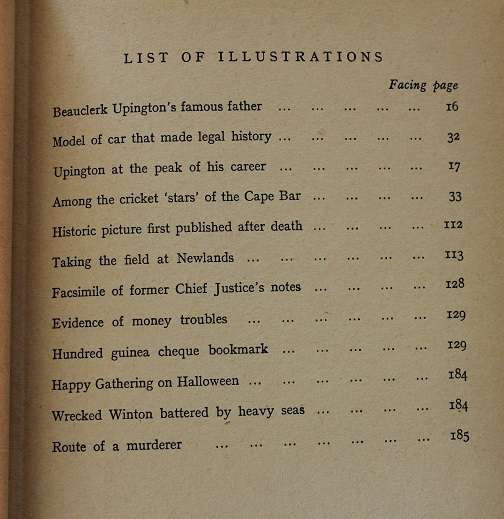 LIST OF ILLUSTRATIONS
Facing page
Beauclerk Upington's famous father ... ... ... ... ... 16
Model of car that made legal history ... ... ... ... ... 32
Upington at the peak of his career ... ... ... ... ... 17
Among the cricket 'stars' of the Cape Bar ... ... ... ... 33
Historic picture first published after death ... ... ... ... 112
Taking the field at Newlands ... ... ... ... ... ... 113
Facsimile of former Chief Justice's notes ... ... ... ... 128
Evidence of money troubles ... ... ... ... ... ... 129
Hundred guinea cheque bookmark ... ... ... ... ... 129
Happy Gathering on Halloween ... ... ... ... ... ... 184
Wrecked Winton battered by heavy seas ... ... ... ... 184
Route of a murderer ... ... ... ... ... ... ... 185